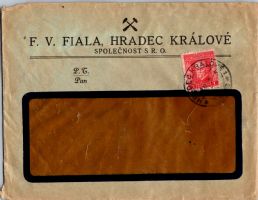 F. V. FIALA, HRADEC KRÁLOVÉ
SPOLEČNOST S R. O.
P. T.
Pan